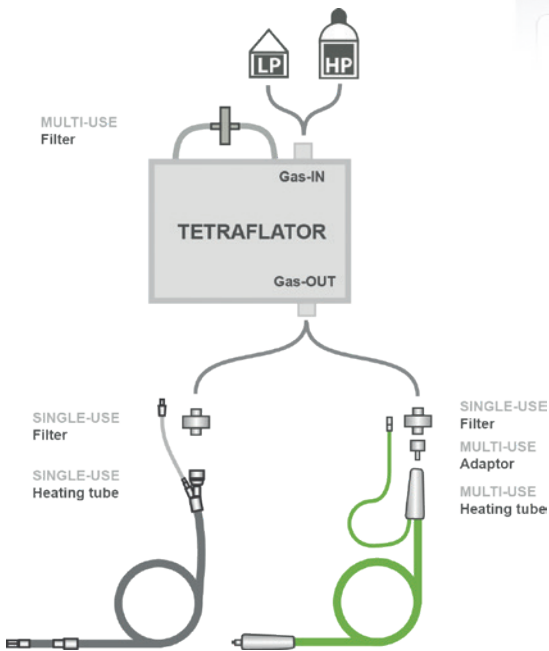 LP
HP
MULTI-USE
Filter
Gas-IN
TETRAFLATOR
Gas-OUT
SINGLE-USE
Filter
SINGLE-USE
Heating tube
SINGLE-USE
Filter
MULTI-USE
Adaptor
MULTI-USE
Heating tube